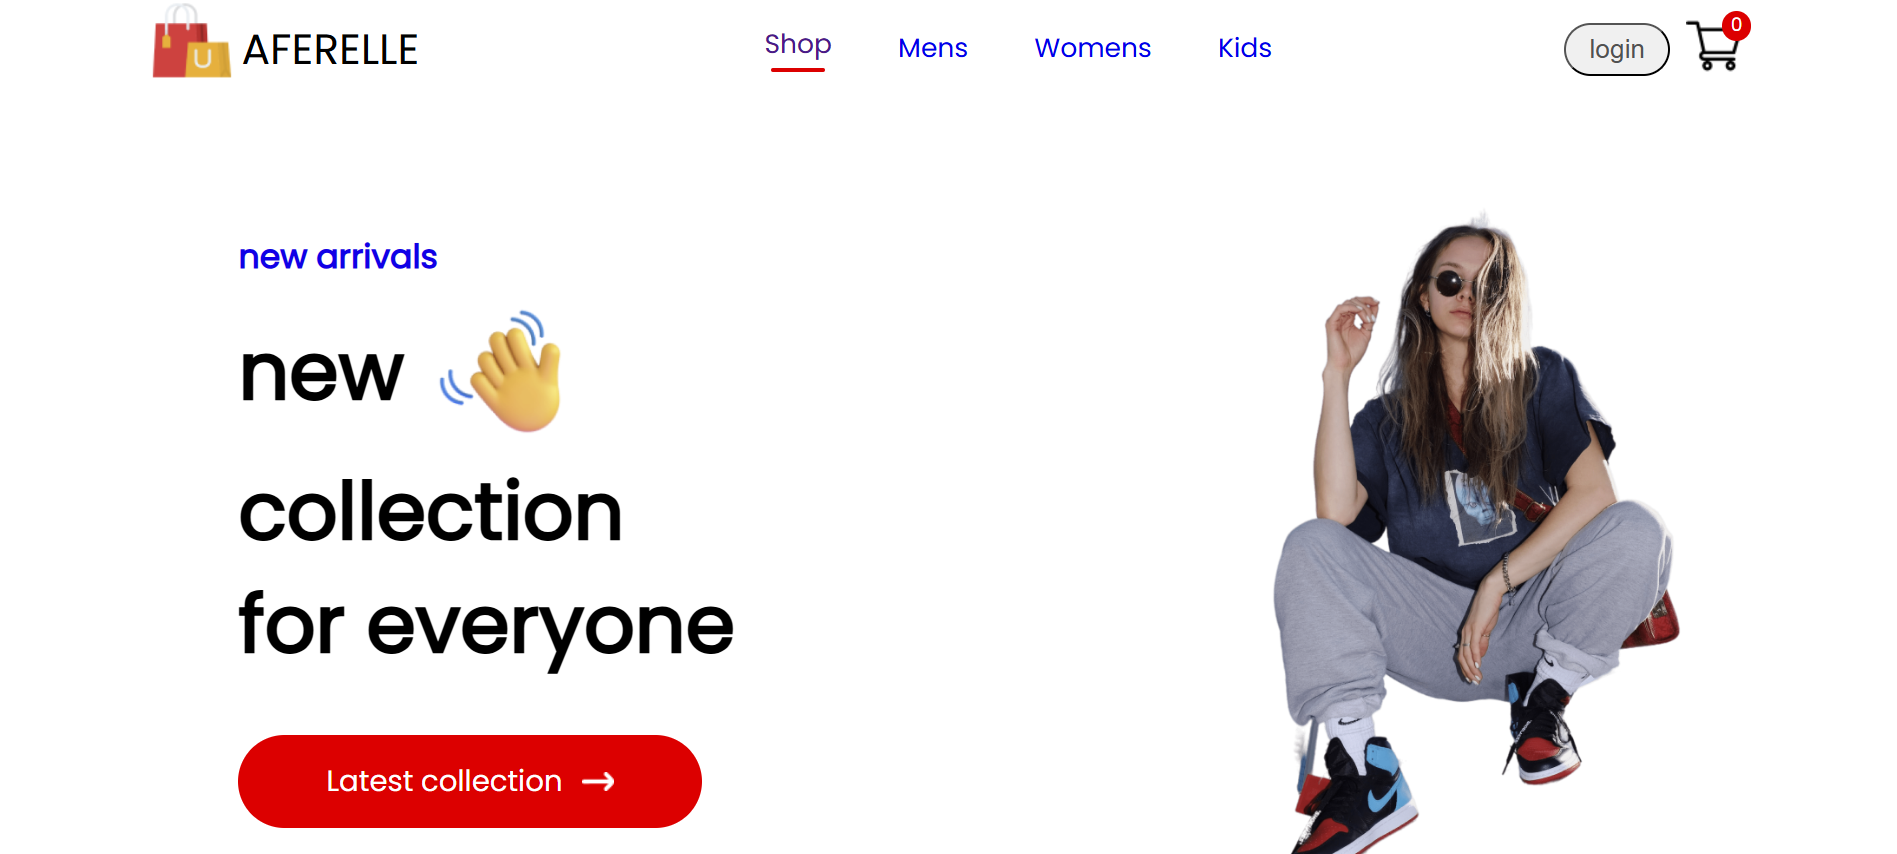 AFERELLE
Shop Mens Womens Kids
login
0
new arrivals
new
collection
for everyone
Latest collection